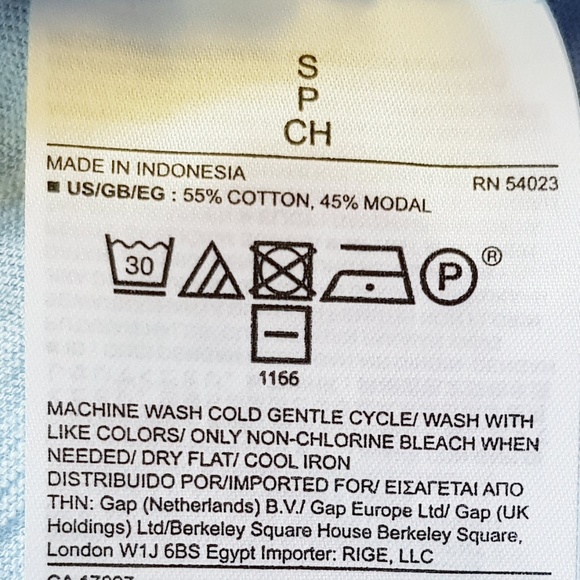 S
P
CH
MADE IN INDONESIA RN 54023
US/GB/EG : 55% COTTON, 45% MODAL
30 P ®
1166
MACHINE WASH COLD GENTLE CYCLE/ WASH WITH
LIKE COLORS/ ONLY NON-CHLORINE BLEACH WHEN
NEEDED/ DRY FLAT/ COOL IRON
DISTRIBUIDO POR/IMPORTED FOR/ ΕΙΣΑΓΕΤΑΙ ΑΠΟ
THN: Gap (Netherlands) B.V./ Gap Europe Ltd/ Gap (UK
Holdings) Ltd/Berkeley Square House Berkeley Square,
London W1J 6BS Egypt Importer: RIGE, LLC